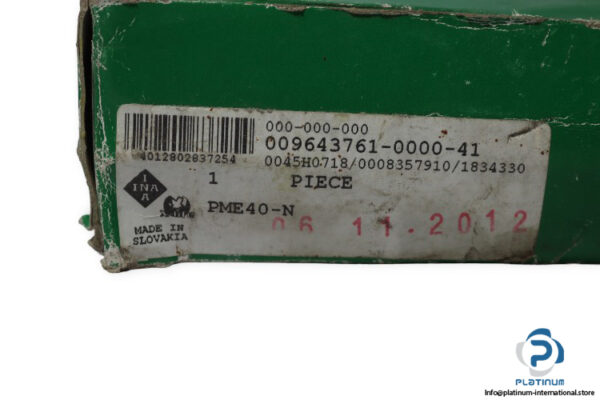 000-000-000
009643761-0000-41
4012802837254
0045H0718/0008357910/1834330
1 PIECE
INA
PME40-N
06 11.2012
MADE IN
SLOVAKIA
PLATINUM
Info@platinum-international.store